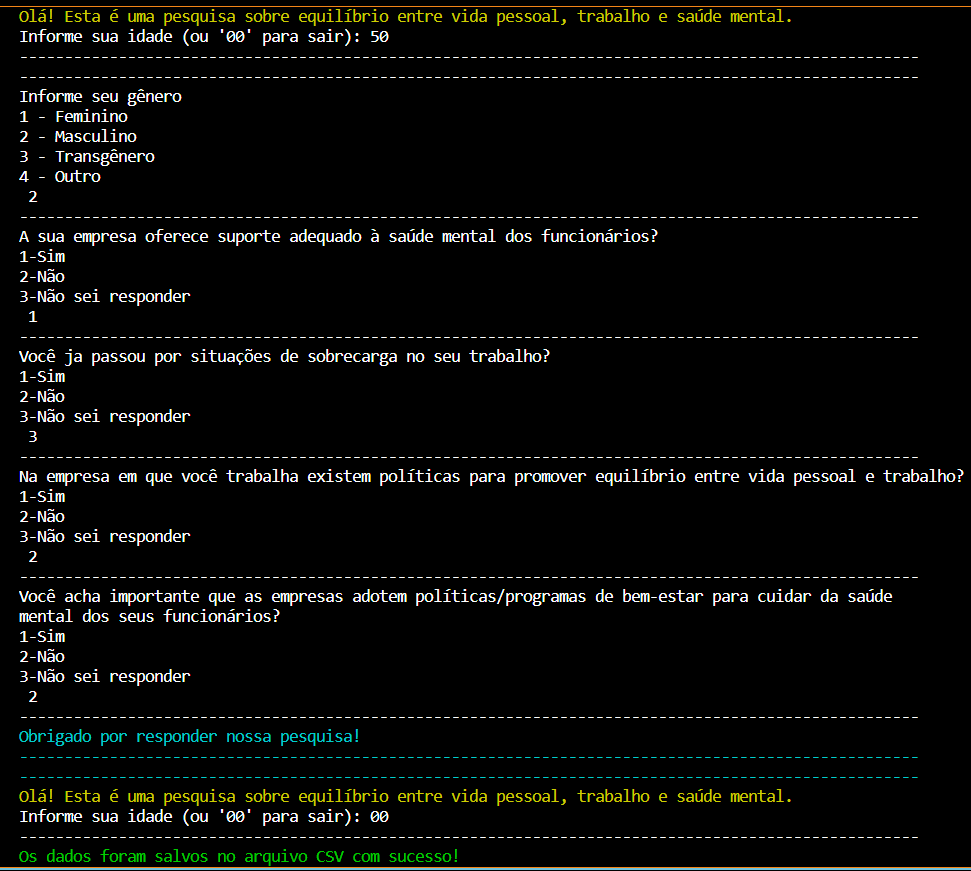 Olá! Esta é uma pesquisa sobre equilíbrio entre vida pessoal, trabalho e saúde mental.
Informe sua idade (ou '00' para sair): 50
----------------------------------------------------------------------------------------------------
----------------------------------------------------------------------------------------------------
Informe seu gênero
1 - Feminino
2 - Masculino
3 - Transgênero
4 - Outro
2
----------------------------------------------------------------------------------------------------
A sua empresa oferece suporte adequado à saúde mental dos funcionários?
1-Sim
2-Não
3-Não sei responder
1
----------------------------------------------------------------------------------------------------
Você ja passou por situações de sobrecarga no seu trabalho?
1-Sim
2-Não
3-Não sei responder
3
----------------------------------------------------------------------------------------------------
Na empresa em que você trabalha existem políticas para promover equilíbrio entre vida pessoal e trabalho?
1-Sim
2-Não
3-Não sei responder
2
----------------------------------------------------------------------------------------------------
Você acha importante que as empresas adotem políticas/programas de bem-estar para cuidar da saúde
mental dos seus funcionários?
1-Sim
2-Não
3-Não sei responder
2
----------------------------------------------------------------------------------------------------
Obrigado por responder nossa pesquisa!
----------------------------------------------------------------------------------------------------
----------------------------------------------------------------------------------------------------
Olá! Esta é uma pesquisa sobre equilíbrio entre vida pessoal, trabalho e saúde mental.
Informe sua idade (ou '00' para sair): 00
----------------------------------------------------------------------------------------------------
Os dados foram salvos no arquivo CSV com sucesso!